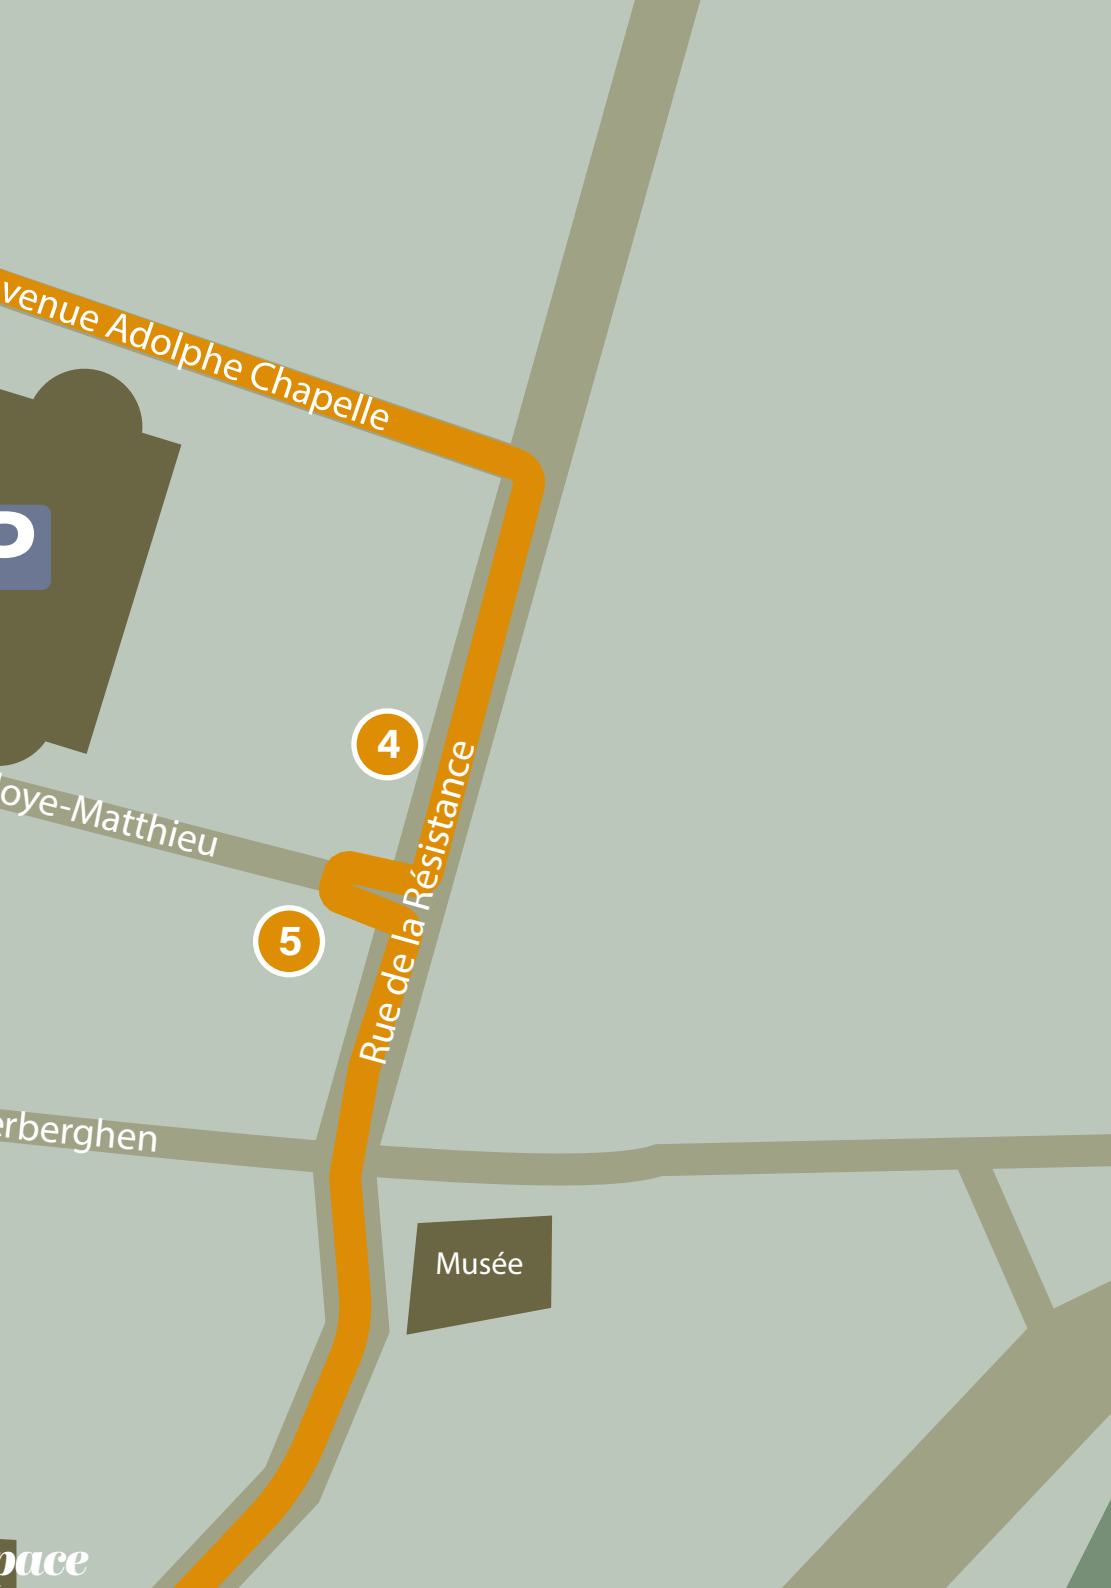 venue Adolphe Chapelle
P
4
oye-Matthieu
Rue de la Résistance
5
erberghen
Musée
pace